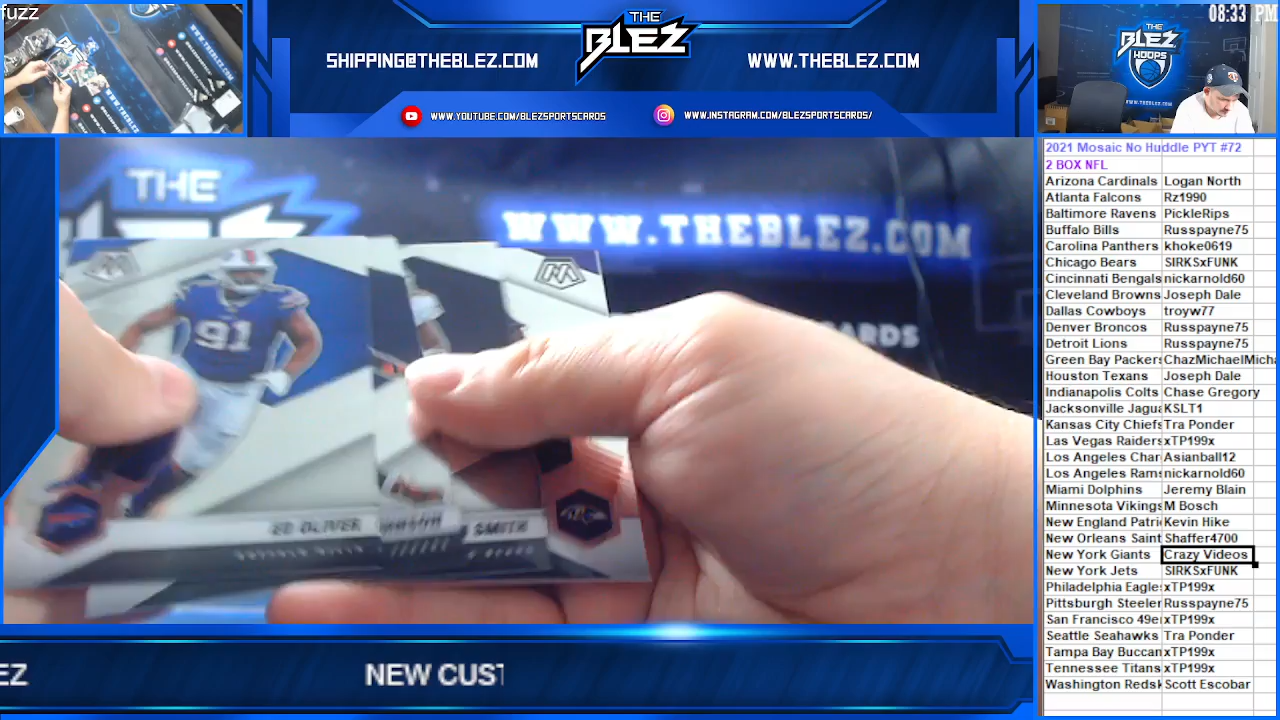 fuzz
THE
BLEZ
SHIPPING@THEBLEZ.COM
WWW.THEBLEZ.COM
WWW.YOUTUBE.COM/BLEZSPORTSCARDS
WWW.INSTAGRAM.COM/BLEZSPORTSCARDS/
08:33 PM
THE
BLEZ
HOOPS
WWW.THEBLEZ.COM
2021 Mosaic No Huddle PYT #72
2 BOX NFL
Arizona Cardinals Logan North
Atlanta Falcons Rz1990
Baltimore Ravens PickleRips
Buffalo Bills Russpayne75
Carolina Panthers khoke0619
Chicago Bears SIRKSxFUNK
Cincinnati Bengals nickarnold60
Cleveland Browns Joseph Dale
Dallas Cowboys troyw77
Denver Broncos Russpayne75
Detroit Lions Russpayne75
Green Bay Packers ChazMichaelMicha
Houston Texans Joseph Dale
Indianapolis Colts Chase Gregory
Jacksonville Jagua KSLT1
Kansas City Chiefs Tra Ponder
Las Vegas Raiders xTP199x
Los Angeles Char Asianball12
Los Angeles Rams nickarnold60
Miami Dolphins Jeremy Blain
Minnesota Vikings M Bosch
New England Patri Kevin Hike
New Orleans Saint Shaffer4700
New York Giants Crazy Videos
New York Jets SIRKSxFUNK
Philadelphia Eagle xTP199x
Pittsburgh Steeler Russpayne75
San Francisco 49e xTP199x
Seattle Seahawks Tra Ponder
Tampa Bay Buccan xTP199x
Tennessee Titans xTP199x
Washington Redsk Scott Escobar
THE
WWW.THEBLEZ.COM
CARDS
91
ED OLIVER
SMITH
BUFFALO BILLS
EZ
NEW CUST